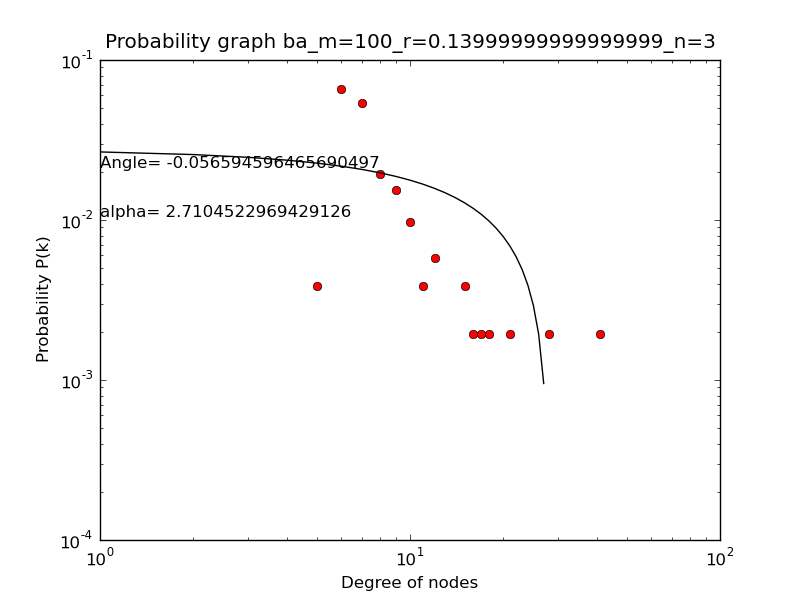 Probability graph ba_m=100_r=0.13999999999999999_n=3
10^-1
Angle= -0.056594596465690497
10^-2
alpha= 2.7104522969429126
Probability P(k)
10^-3
10^-4
10^0 10^1 10^2
Degree of nodes